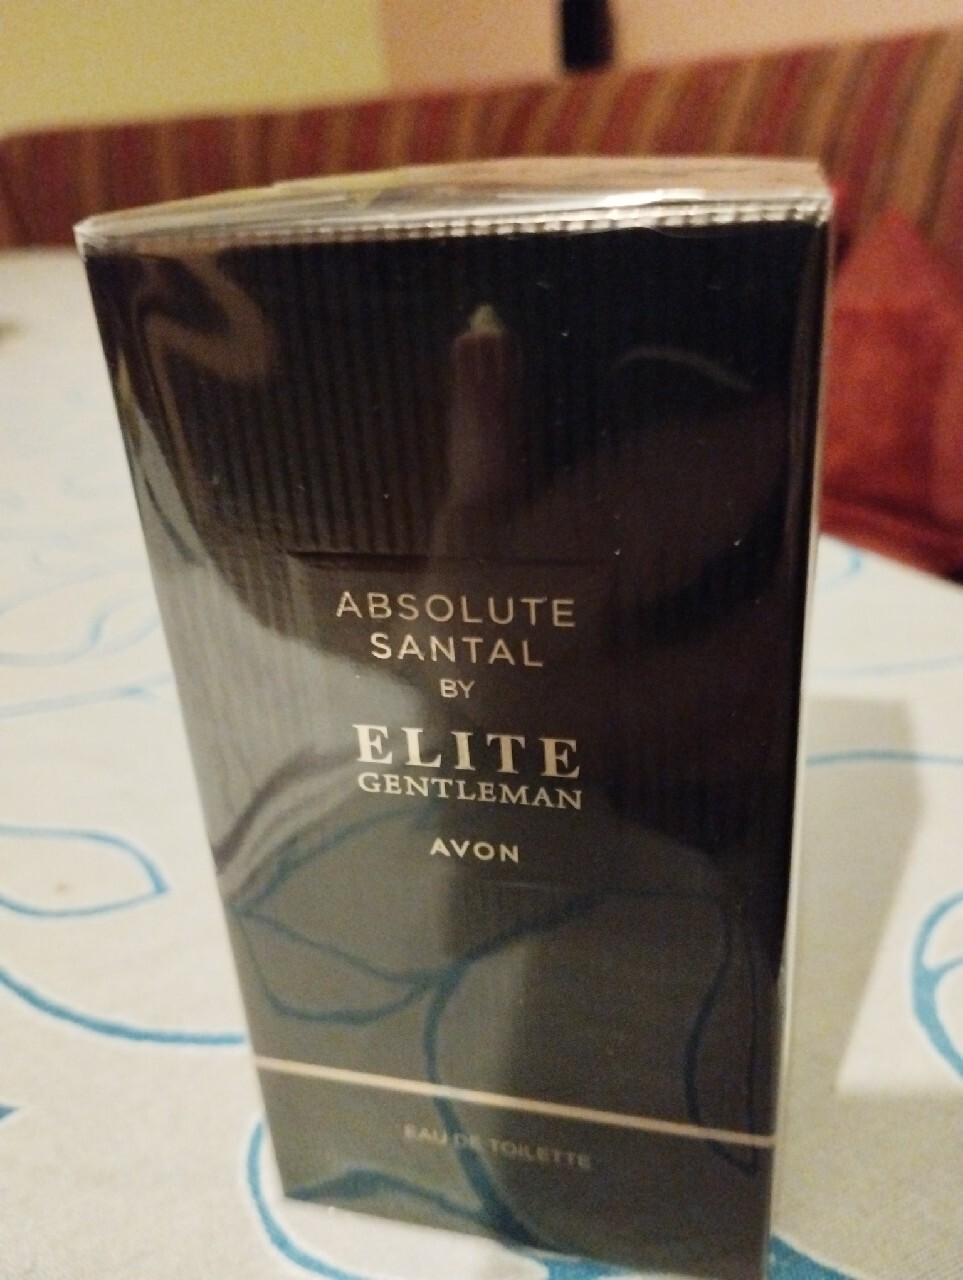 ABSOLUTE
SANTAL
BY
ELITE
GENTLEMAN
AVON
EAU DE TOILETTE